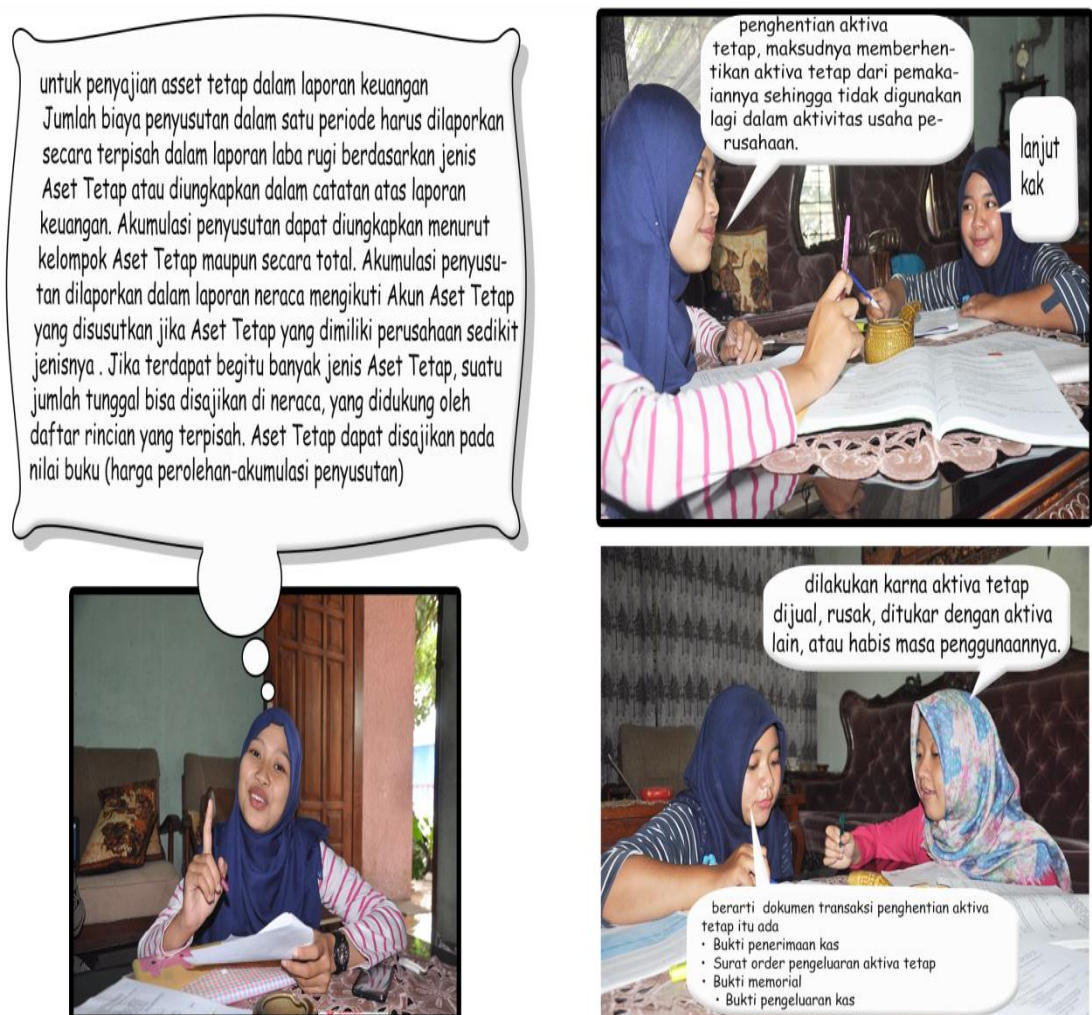 untuk penyajian asset tetap dalam laporan keuangan
Jumlah biaya penyusutan dalam satu periode harus dilaporkan
secara terpisah dalam laporan laba rugi berdasarkan jenis
Aset Tetap atau diungkapkan dalam catatan atas laporan
keuangan. Akumulasi penyusutan dapat diungkapkan menurut
kelompok Aset Tetap maupun secara total. Akumulasi penyusu-
tan dilaporkan dalam laporan neraca mengikuti Akun Aset Tetap
yang disusutkan jika Aset Tetap yang dimiliki perusahaan sedikit
jenisnya . Jika terdapat begitu banyak jenis Aset Tetap, suatu
jumlah tunggal bisa disajikan di neraca, yang didukung oleh
daftar rincian yang terpisah. Aset Tetap dapat disajikan pada
nilai buku (harga perolehan-akumulasi penyusutan)
penghentian aktiva
tetap, maksudnya memberhen-
tikan aktiva tetap dari pemaka-
iannya sehingga tidak digunakan
lagi dalam aktivitas usaha pe-
rusahaan.
lanjut
kak
dilakukan karna aktiva tetap
dijual, rusak, ditukar dengan aktiva
lain, atau habis masa penggunaannya.
berarti dokumen transaksi penghentian aktiva
tetap itu ada
• Bukti penerimaan kas
• Surat order pengeluaran aktiva tetap
• Bukti memorial
• Bukti pengeluaran kas